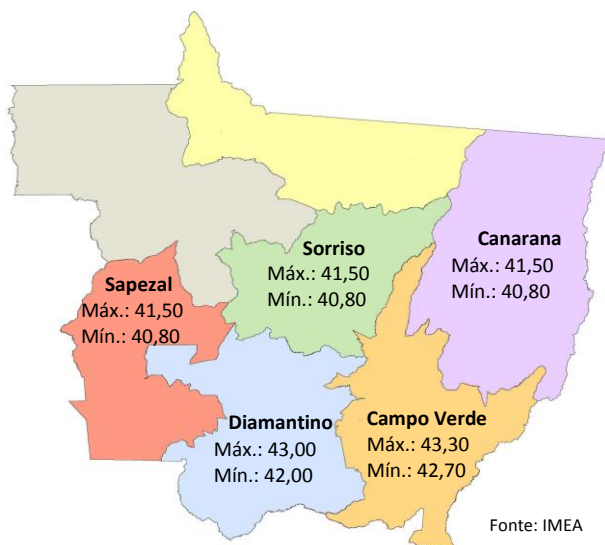 Sorriso
Máx.: 41,50
Mín.: 40,80
Canarana
Máx.: 41,50
Mín.: 40,80
Sapezal
Máx.: 41,50
Mín.: 40,80
Diamantino
Máx.: 43,00
Mín.: 42,00
Campo Verde
Máx.: 43,30
Mín.: 42,70
Fonte: IMEA